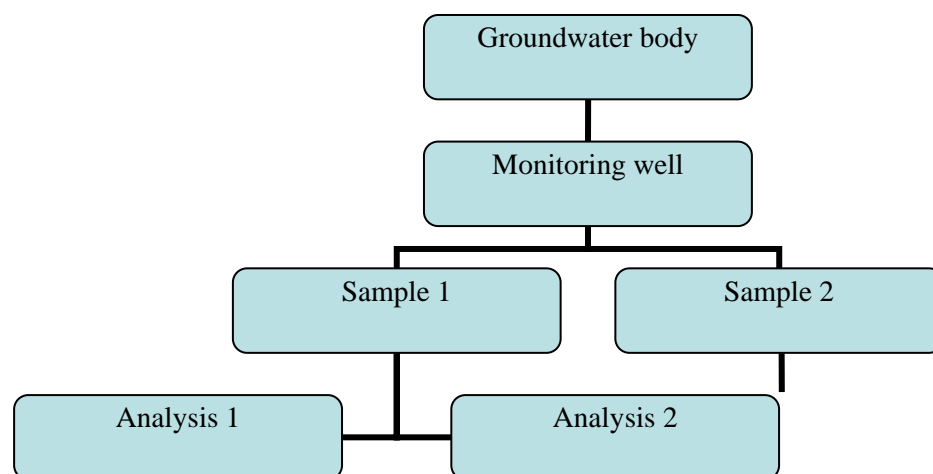 Groundwater body
Monitoring well
Sample 1
Sample 2
Analysis 1
Analysis 2